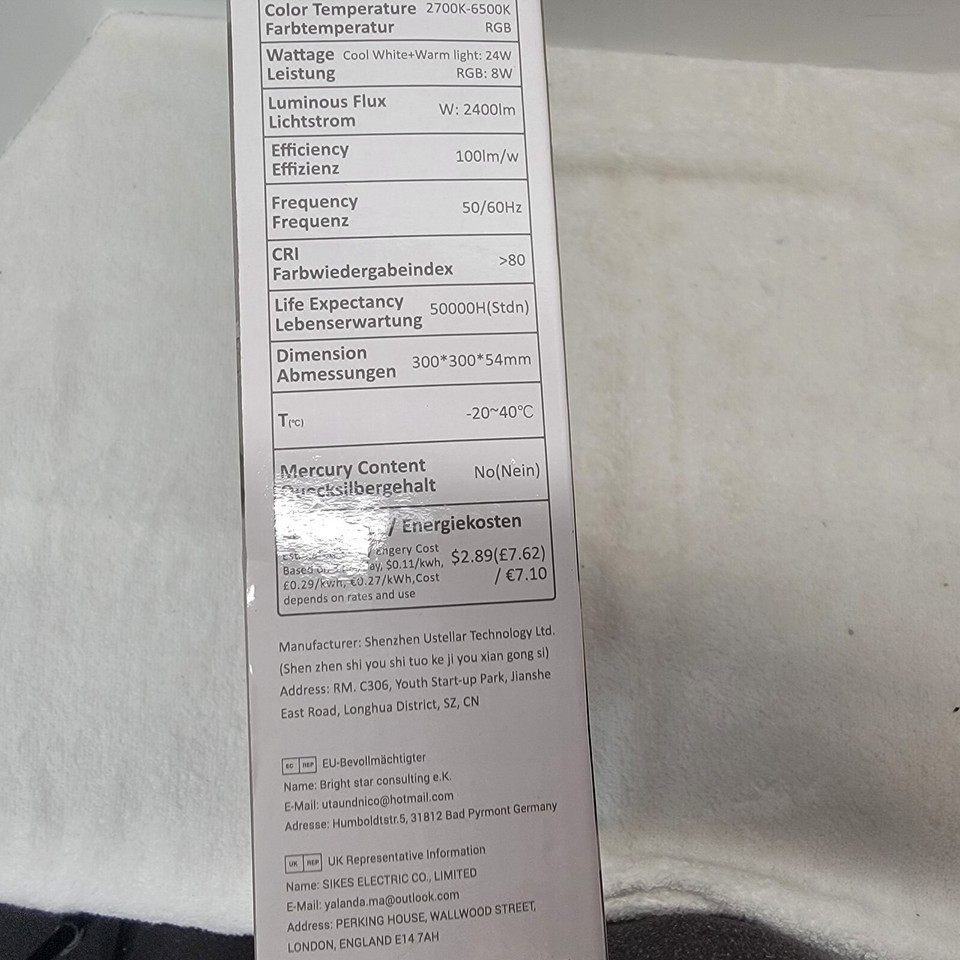 Color Temperature 2700K-6500K
Farbtemperatur RGB
Wattage Cool White+Warm light: 24W
Leistung RGB: 8W
Luminous Flux
Lichtstrom
W: 2400lm
Efficiency
Effizienz
100lm/w
Frequency
Frequenz
50/60Hz
CRI
Farbwiedergabeindex
>80
Life Expectancy
Lebenserwartung
50000H(Stdn)
Dimension
Abmessungen
300*300*54mm
T(°C)
-20~40°C
Mercury Content
Quecksilbergehalt
No(Nein)
/ Energiekosten
/ Engery Cost
Based $0.11/kwh,
£0.29/kwh, €0.27/kWh,Cost
depends on rates and use
$2.89(£7.62)
/ €7.10
Manufacturer: Shenzhen Ustellar Technology Ltd.
(Shen zhen shi you shi tuo ke ji you xian gong si)
Address: RM. C306, Youth Start-up Park, Jianshe
East Road, Longhua District, SZ, CN
EC REP EU-Bevollmächtigter
Name: Bright star consulting e.K.
E-Mail: utaundnico@hotmail.com
Adresse: Humboldtstr.5, 31812 Bad Pyrmont Germany
UK REP UK Representative Information
Name: SIKES ELECTRIC CO., LIMITED
E-Mail: yalanda.ma@outlook.com
Address: PERKING HOUSE, WALLWOOD STREET,
LONDON, ENGLAND E14 7AH